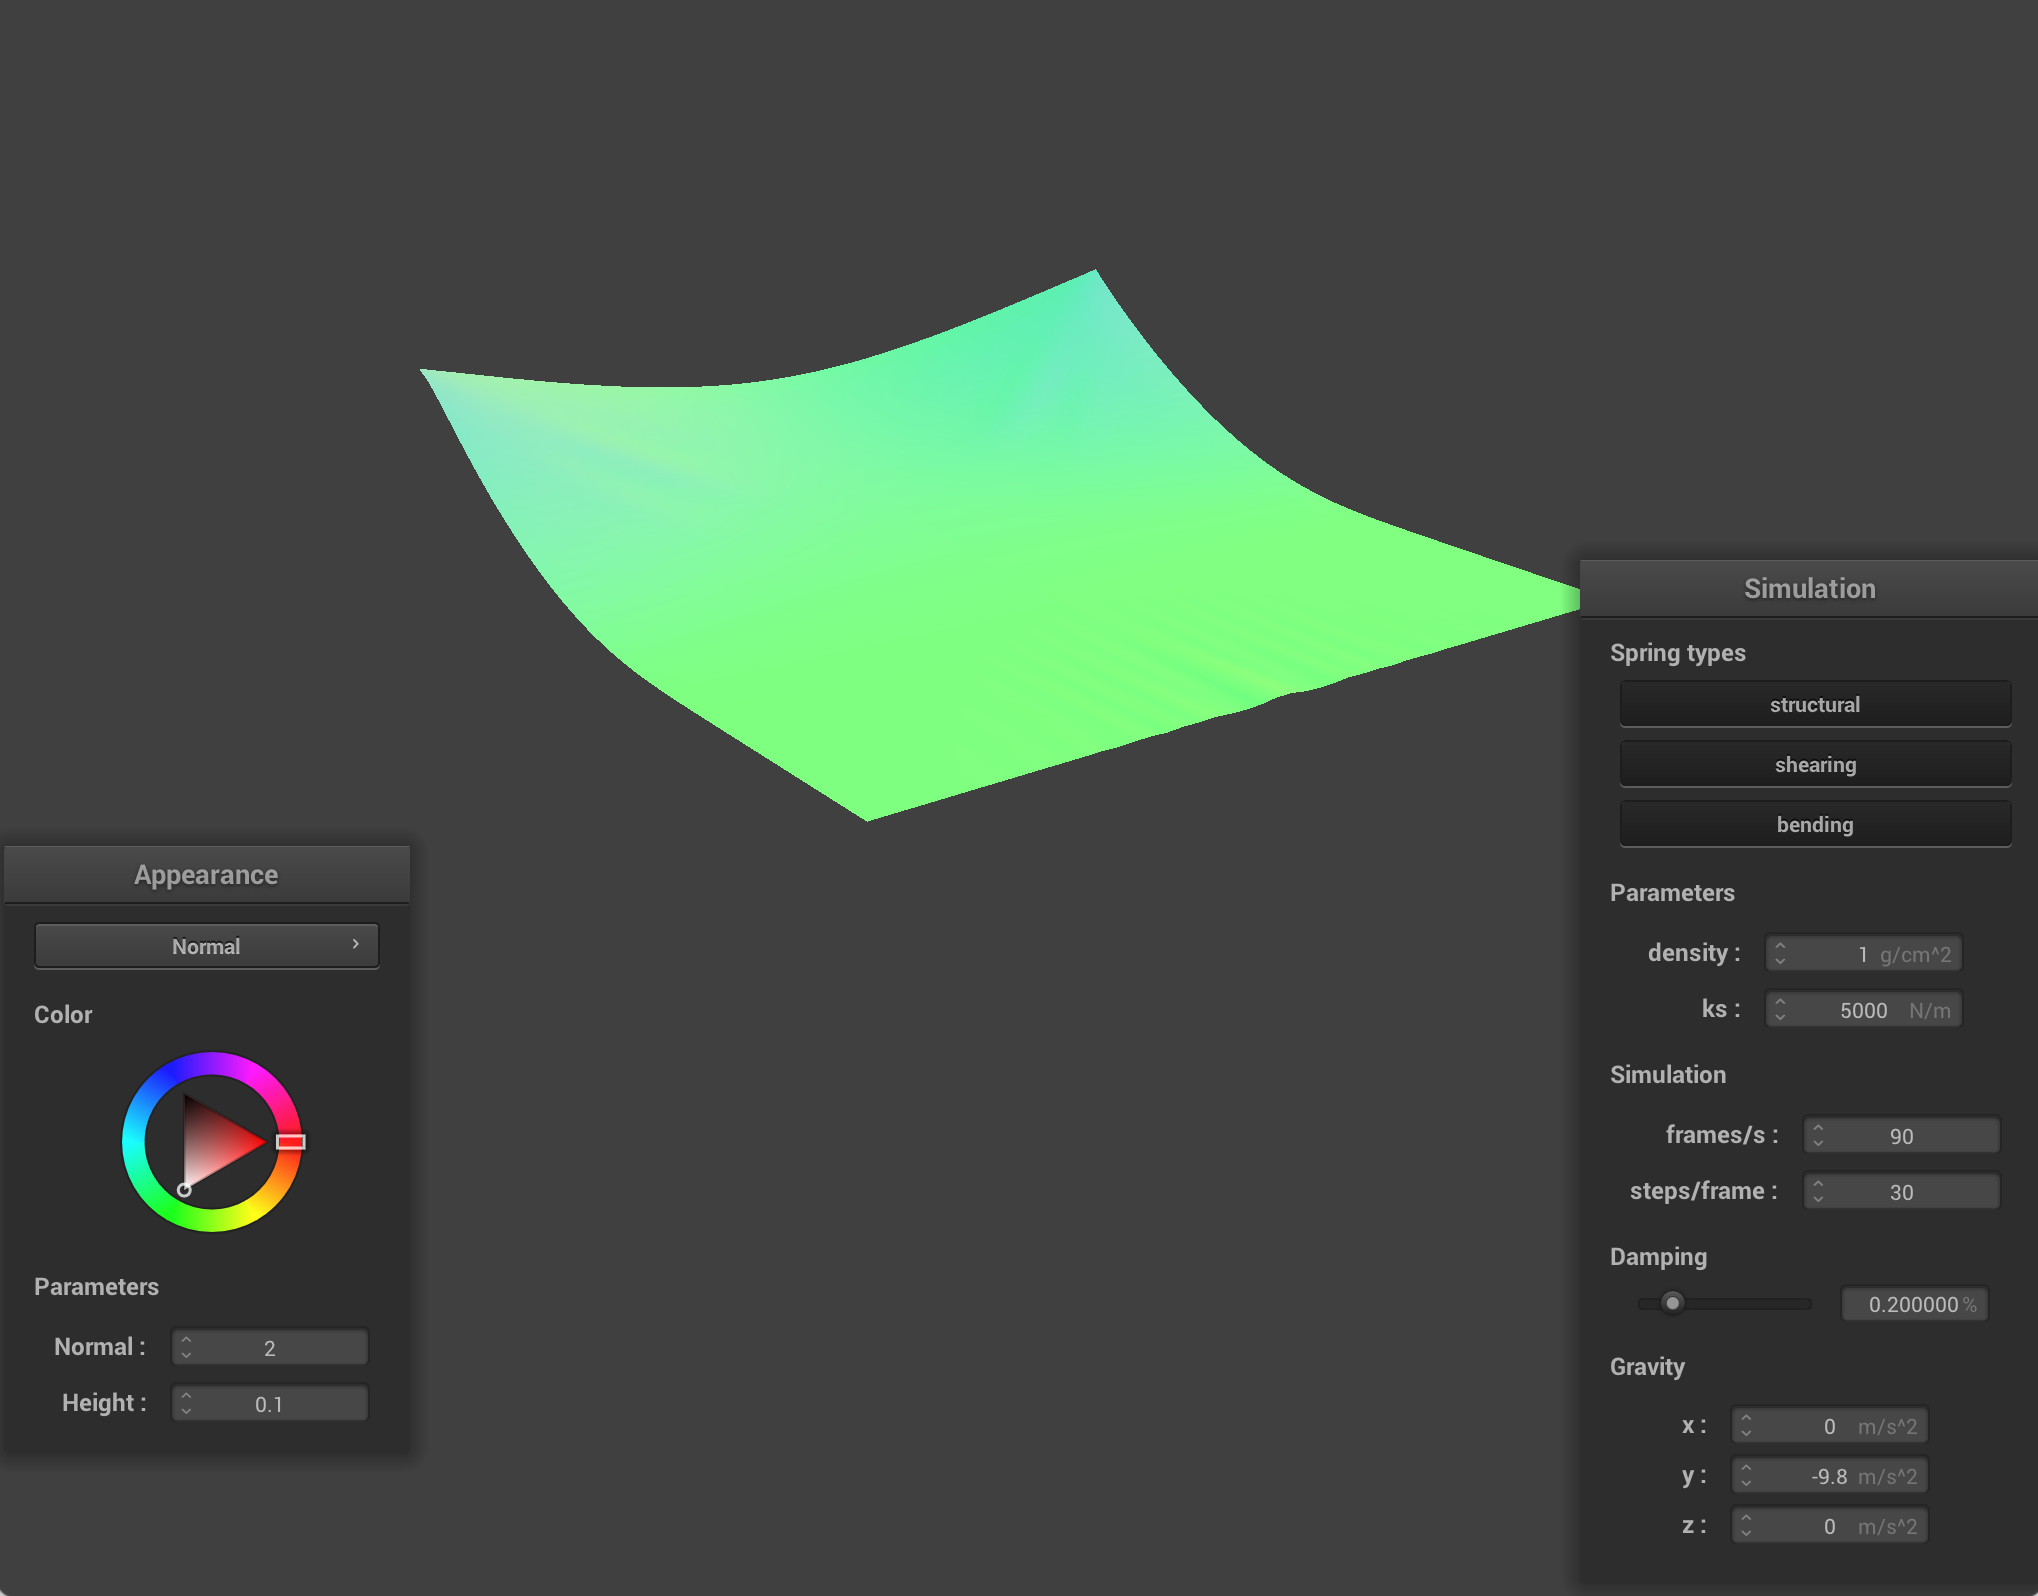 Appearance
Normal
Color
Parameters
Normal : 2
Height : 0.1
Simulation
Spring types
structural
shearing
bending
Parameters
density : 1 g/cm^2
ks : 5000 N/m
Simulation
frames/s : 90
steps/frame : 30
Damping
0.200000 %
Gravity
x : 0 m/s^2
y : -9.8 m/s^2
z : 0 m/s^2